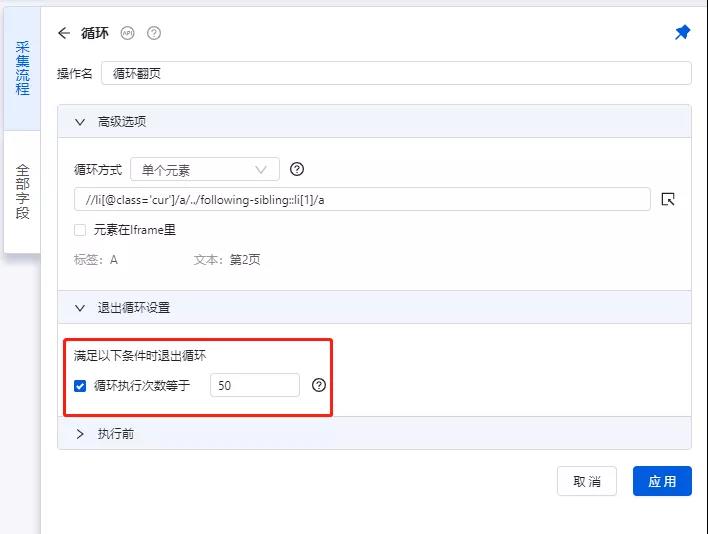 采集流程
全部字段
循环 API ?
操作名 循环翻页
高级选项
循环方式 单个元素 ?
//li[@class='cur']/a/../following-sibling::li[1]/a
元素在Iframe里
标签: A 文本: 第2页
退出循环设置
满足以下条件时退出循环
循环执行次数等于 50 ?
执行前
取消 应用